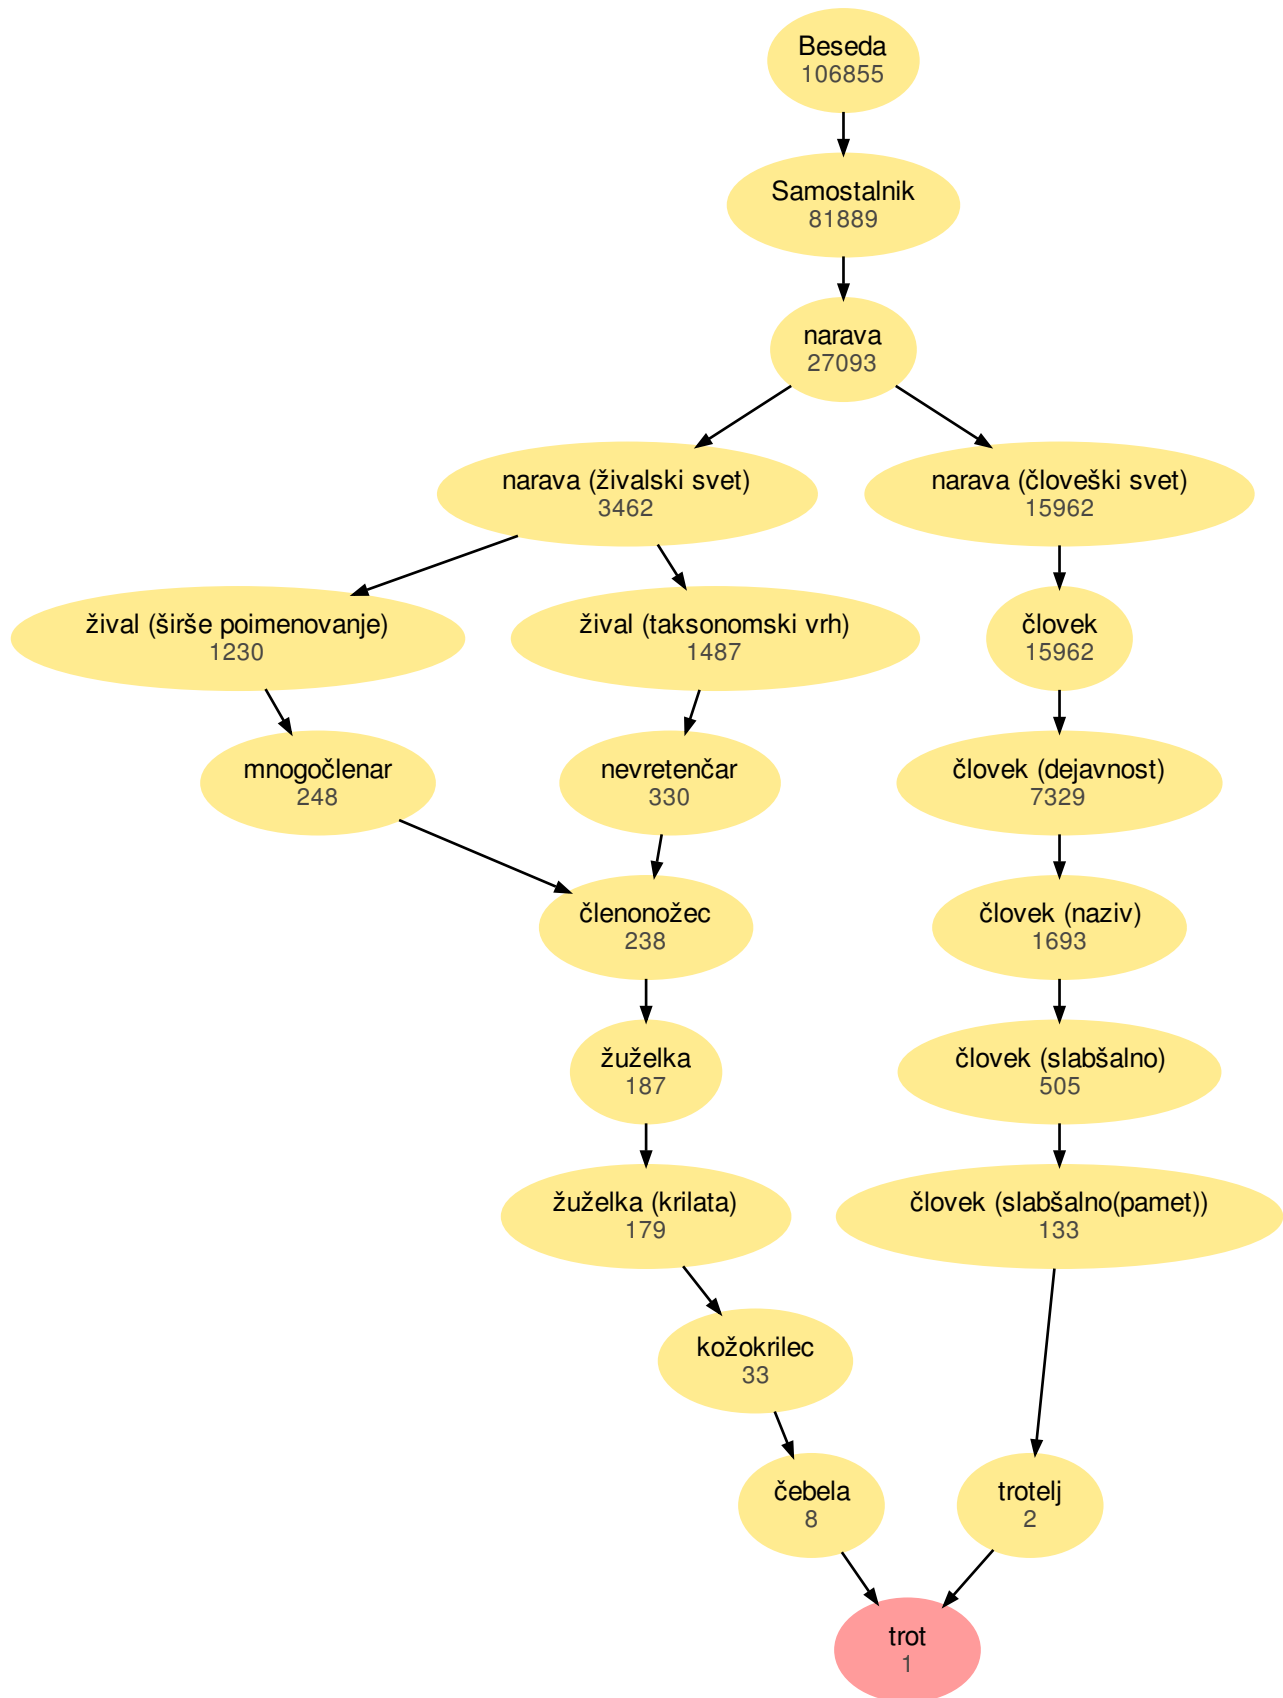 Beseda
106855
Samostalnik
81889
narava
27093
narava (živalski svet)
3462
narava (človeški svet)
15962
žival (širše poimenovanje)
1230
žival (taksonomski vrh)
1487
človek
15962
mnogočlenar
248
nevretenčar
330
človek (dejavnost)
7329
členonožec
238
človek (naziv)
1693
žuželka
187
človek (slabšalno)
505
žuželka (krilata)
179
človek (slabšalno(pamet))
133
kožokrilec
33
čebela
8
trotelj
2
trot
1